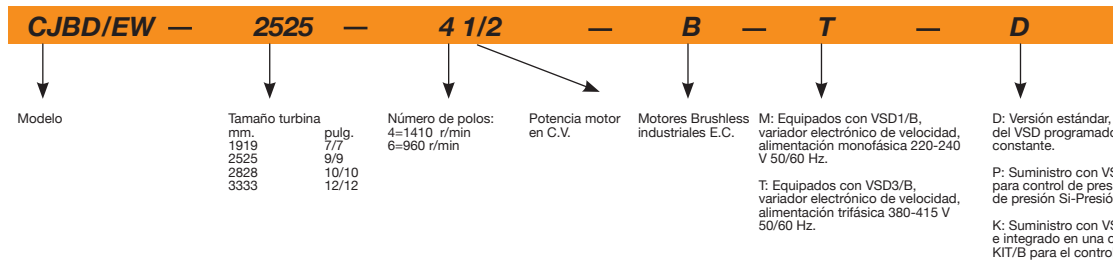 CJBD/EW — 2525 — 4 1/2 — B — T — D
Modelo
Tamaño turbina
mm. pulg.
1919 7/7
2525 9/9
2828 10/10
3333 12/12
Número de polos:
4=1410 r/min
6=960 r/min
Potencia motor
en C.V.
Motores Brushless
industriales E.C.
M: Equipados con VSD1/B,
variador electrónico de velocidad,
alimentación monofásica 220-240
V 50/60 Hz.
T: Equipados con VSD3/B,
variador electrónico de velocidad,
alimentación trifásica 380-415 V
50/60 Hz.
D: Versión estándar,
del VSD programado
constante.
P: Suministro con
para control de
de presión Si-Presió
K: Suministro con
e integrado en una
KIT/B para el